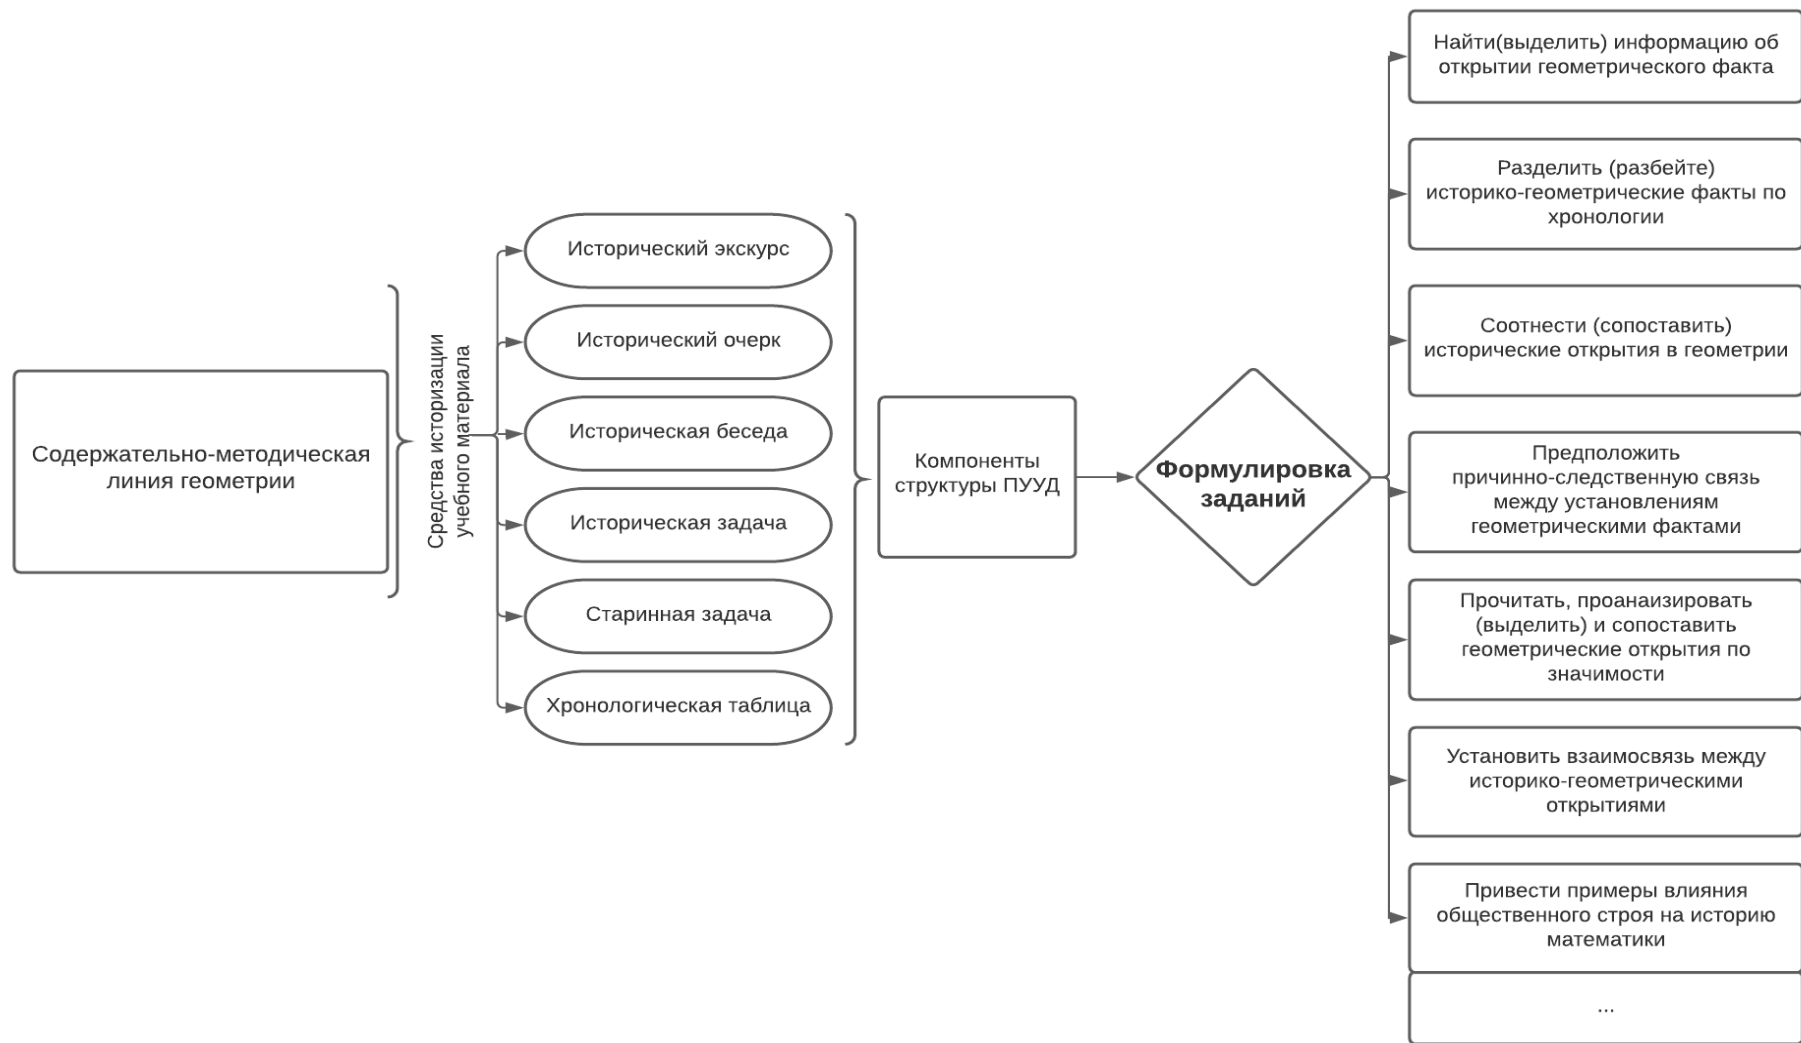 Содержательно-методическая
линия геометрии
Средства историзации
учебного материала
Исторический экскурс
Исторический очерк
Историческая беседа
Историческая задача
Старинная задача
Хронологическая таблица
Компоненты
структуры ПУУД
Формулировка
заданий
Найти(выделить) информацию об
открытии геометрического факта
Разделить (разбейте)
историко-геометрические факты по
хронологии
Соотнести (сопоставить)
исторические открытия в геометрии
Предположить
причинно-следственную связь
между установлениям
геометрическими фактами
Прочитать, проанаизировать
(выделить) и сопоставить
геометрические открытия по
значимости
Установить взаимосвязь между
историко-геометрическими
открытиями
Привести примеры влияния
общественного строя на историю
математики
...